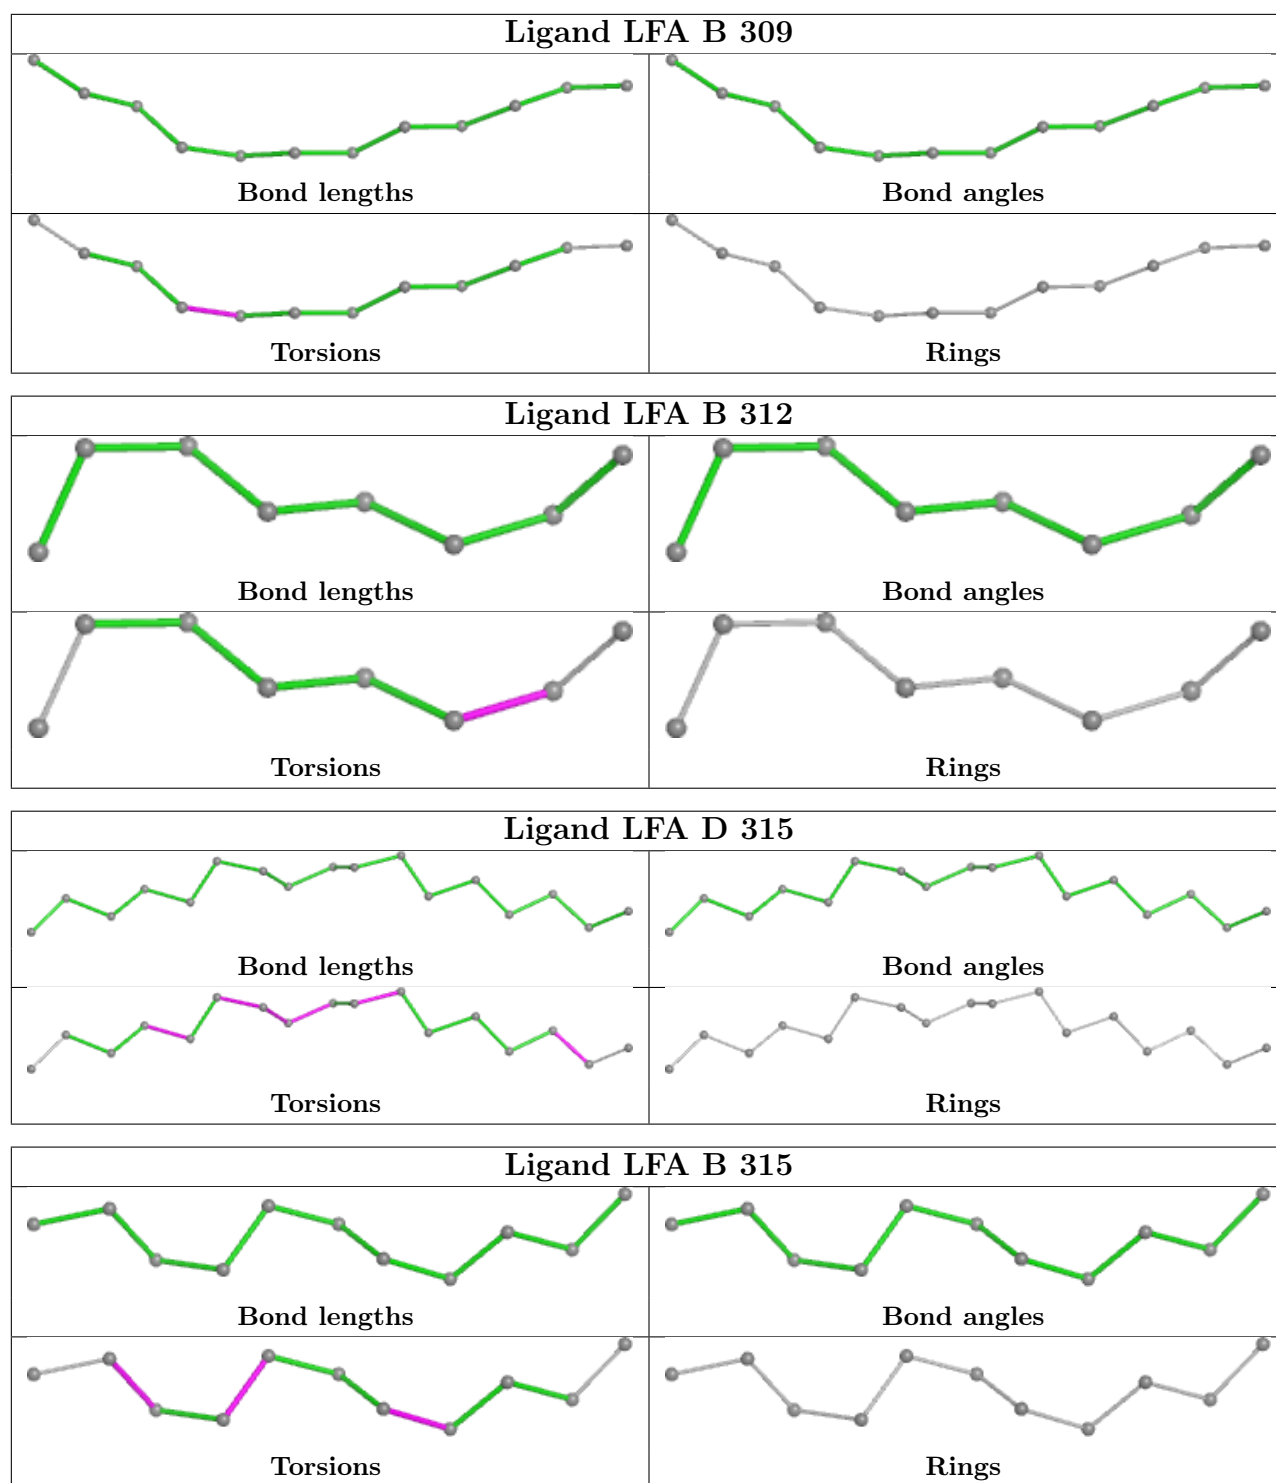 Ligand LFA B 309
Bond lengths
Bond angles
Torsions
Rings
Ligand LFA B 312
Bond lengths
Bond angles
Torsions
Rings
Ligand LFA D 315
Bond lengths
Bond angles
Torsions
Rings
Ligand LFA B 315
Bond lengths
Bond angles
Torsions
Rings